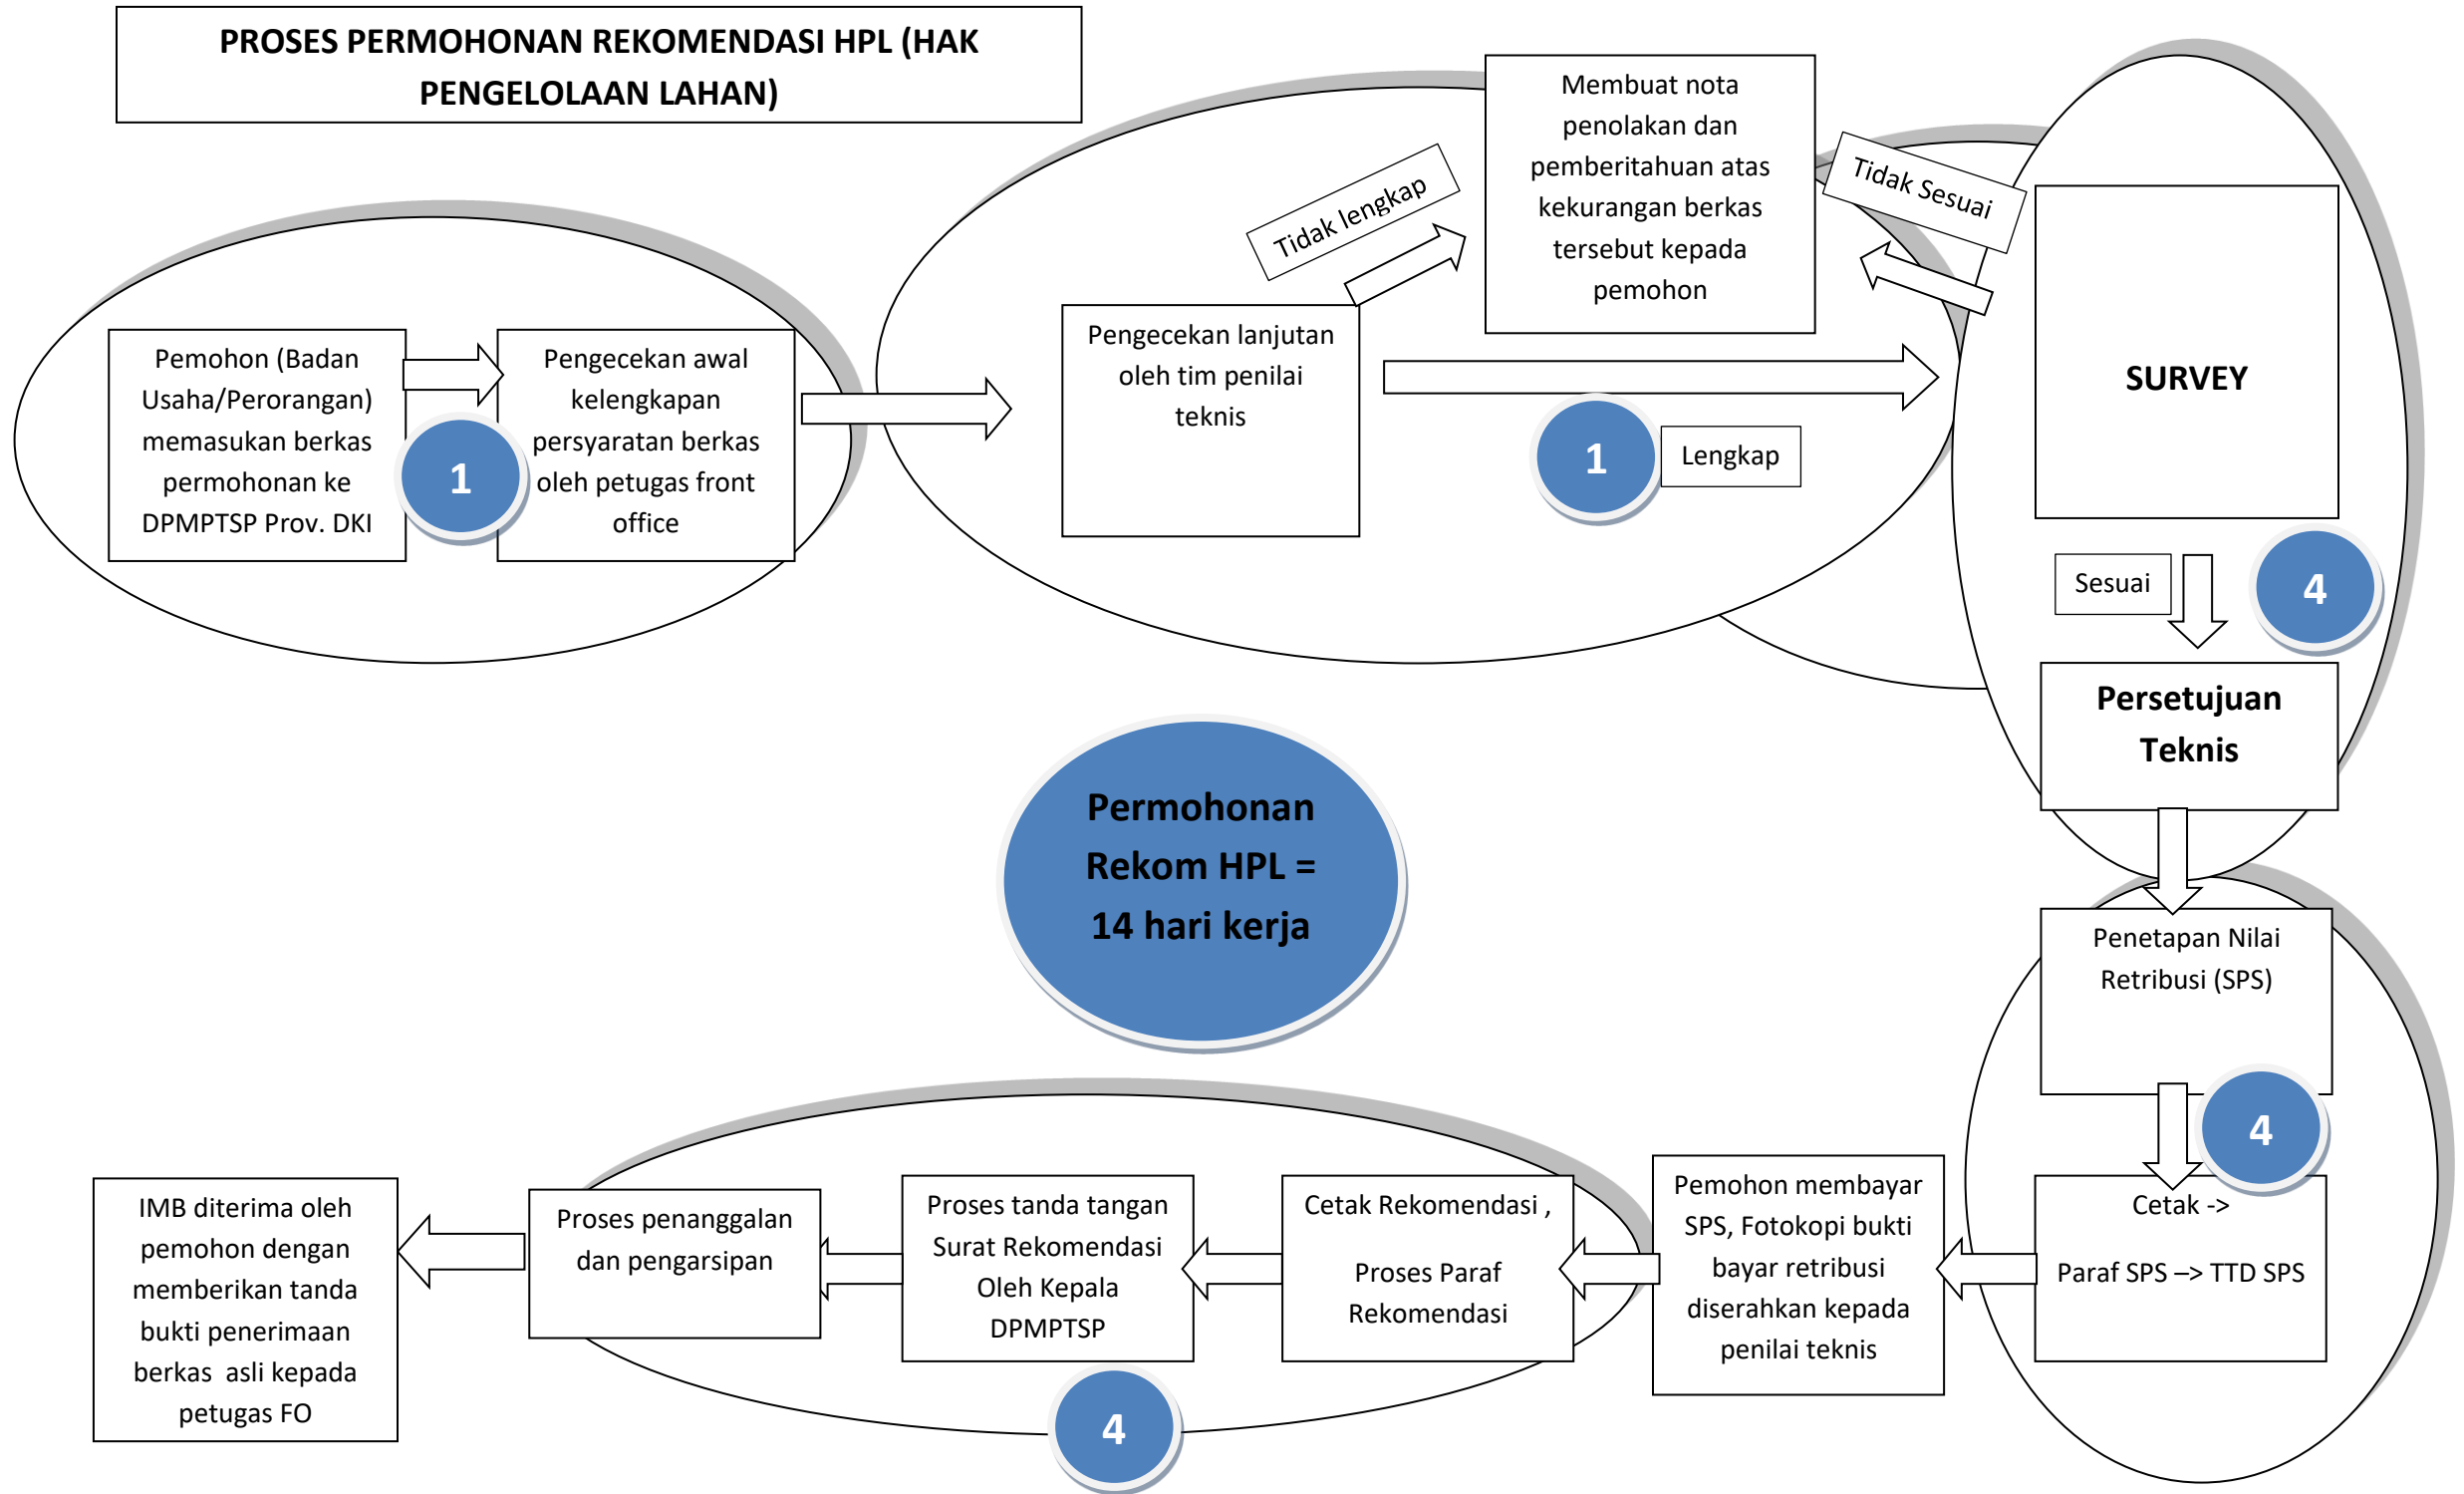 PROSES PERMOHONAN REKOMENDASI HPL (HAK
PENGELOLAAN LAHAN)
Pemohon (Badan
Usaha/Perorangan)
memasukan berkas
permohonan ke
DPMPTSP Prov. DKI
1
Pengecekan awal
kelengkapan
persyaratan berkas
oleh petugas front
office
Pengecekan lanjutan
oleh tim penilai
teknis
Tidak lengkap
Membuat nota
penolakan dan
pemberitahuan atas
kekurangan berkas
tersebut kepada
pemohon
Tidak Sesuai
1
Lengkap
SURVEY
Sesuai
4
Persetujuan
Teknis
Permohonan
Rekom HPL =
14 hari kerja
Penetapan Nilai
Retribusi (SPS)
4
Cetak ->
Paraf SPS –> TTD SPS
Pemohon membayar
SPS, Fotokopi bukti
bayar retribusi
diserahkan kepada
penilai teknis
Cetak Rekomendasi ,
Proses Paraf
Rekomendasi
Proses tanda tangan
Surat Rekomendasi
Oleh Kepala
DPMPTSP
4
Proses penanggalan
dan pengarsipan
IMB diterima oleh
pemohon dengan
memberikan tanda
bukti penerimaan
berkas  asli kepada
petugas FO